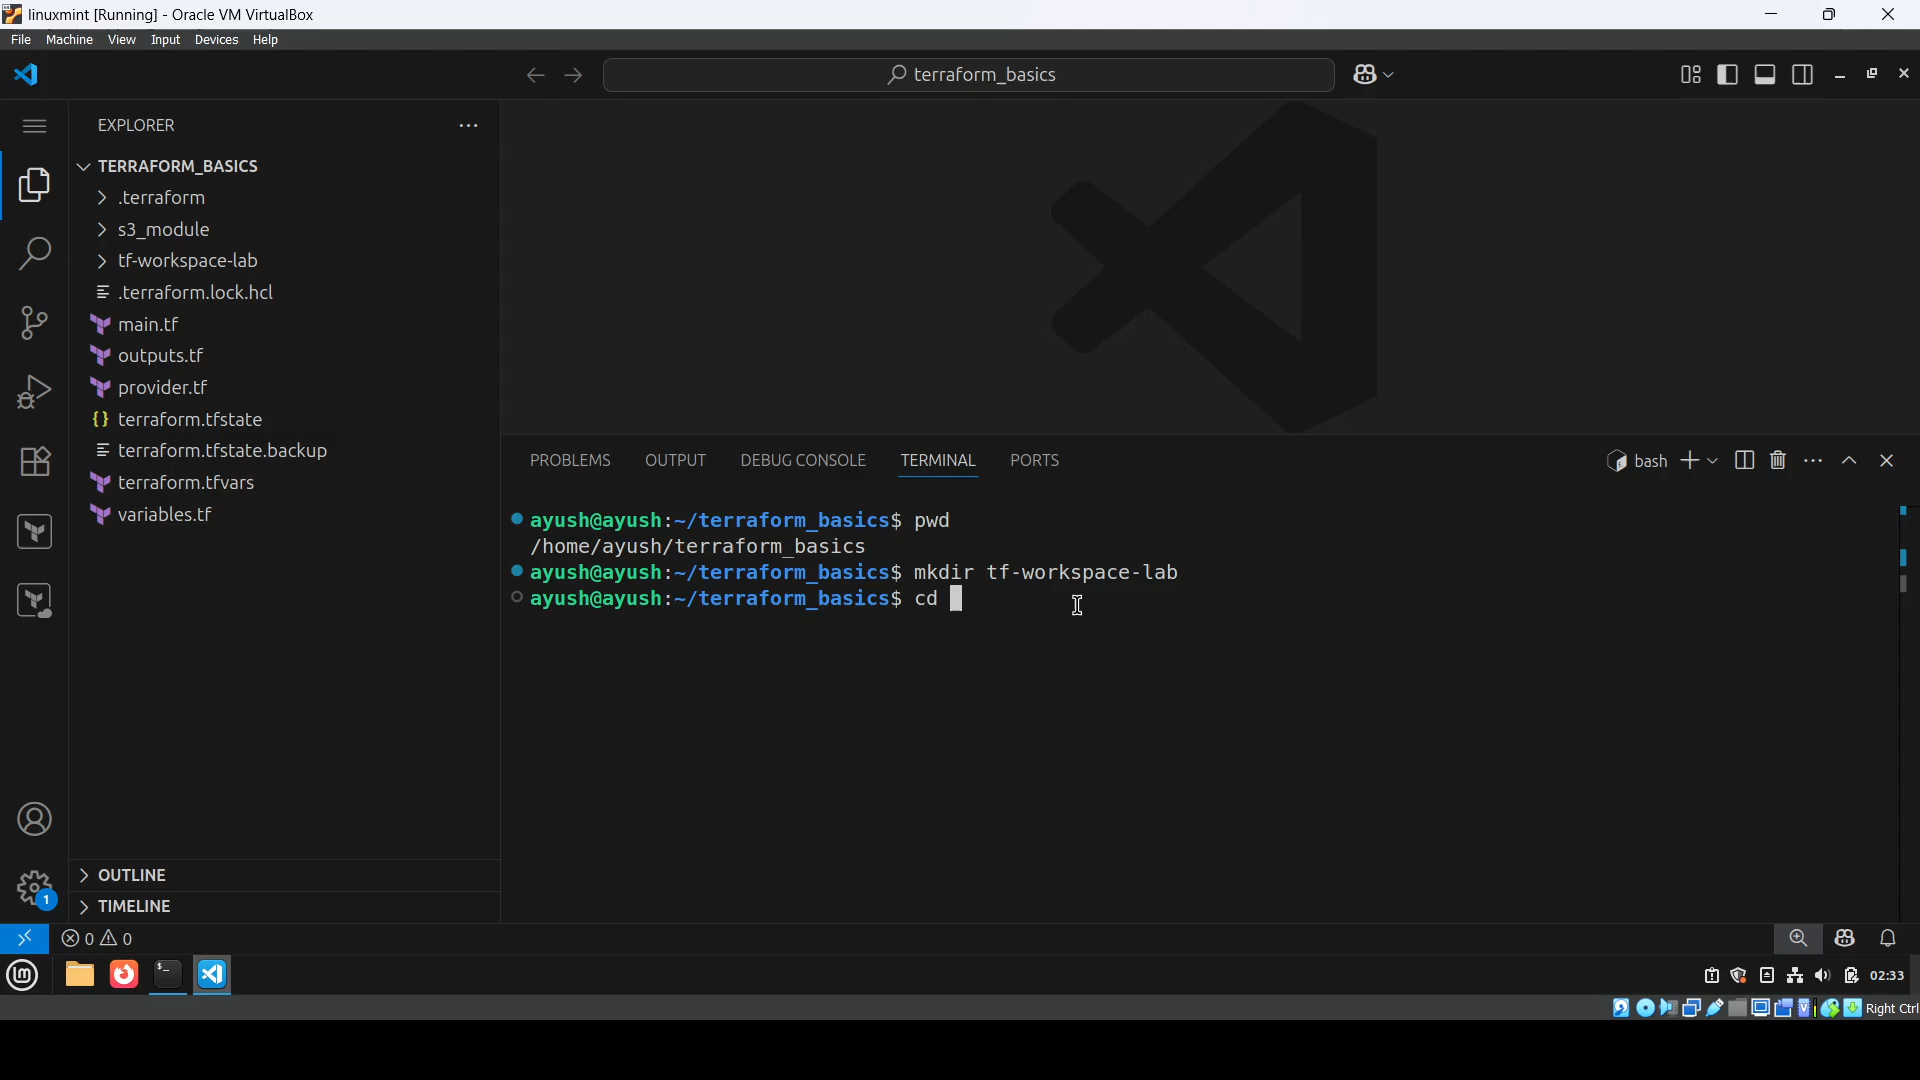 linuxmint [Running] - Oracle VM VirtualBox
File Machine View Input Devices Help
terraform_basics
EXPLORER
TERRAFORM_BASICS
.terraform
s3_module
tf-workspace-lab
.terraform.lock.hcl
main.tf
outputs.tf
provider.tf
terraform.tfstate
terraform.tfstate.backup
terraform.tfvars
variables.tf
OUTLINE
TIMELINE
PROBLEMS OUTPUT DEBUG CONSOLE TERMINAL PORTS
bash
ayush@ayush:~/terraform_basics$ pwd
/home/ayush/terraform_basics
ayush@ayush:~/terraform_basics$ mkdir tf-workspace-lab
ayush@ayush:~/terraform_basics$ cd
1
0 0
02:33
Right Ctrl